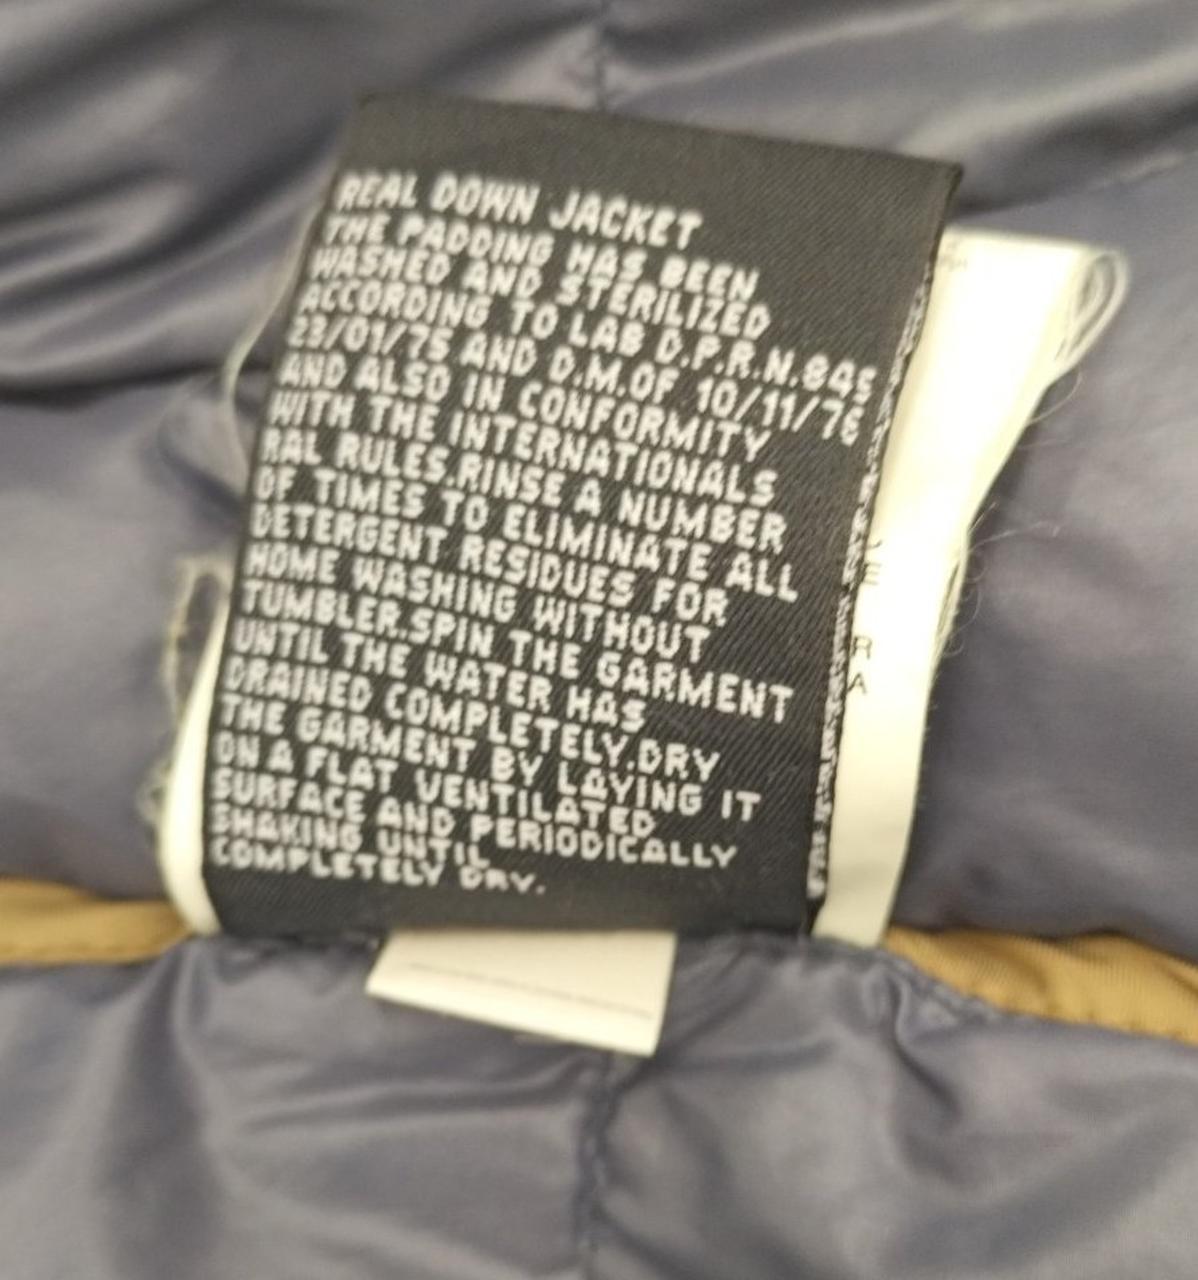 REAL DOWN JACKET
THE PADDING HAS BEEN
WASHED AND STERILIZED
ACCORDING TO LAB D.P.R.N.845
23/01/75 AND D.M.OF 10/11/76
AND ALSO IN CONFORMITY
WITH THE INTERNATIONALS
RAL RULES.RINSE A NUMBER
OF TIMES TO ELIMINATE ALL
DETERGENT RESIDUES FOR
HOME WASHING WITHOUT
TUMBLER.SPIN THE GARMENT
UNTIL THE WATER HAS
DRAINED COMPLETELY.DRY
THE GARMENT BY LAYING IT
ON A FLAT VENTILATED
SURFACE AND PERIODICALLY
SHAKING UNTIL
COMPLETELY DRY.
E
R
A